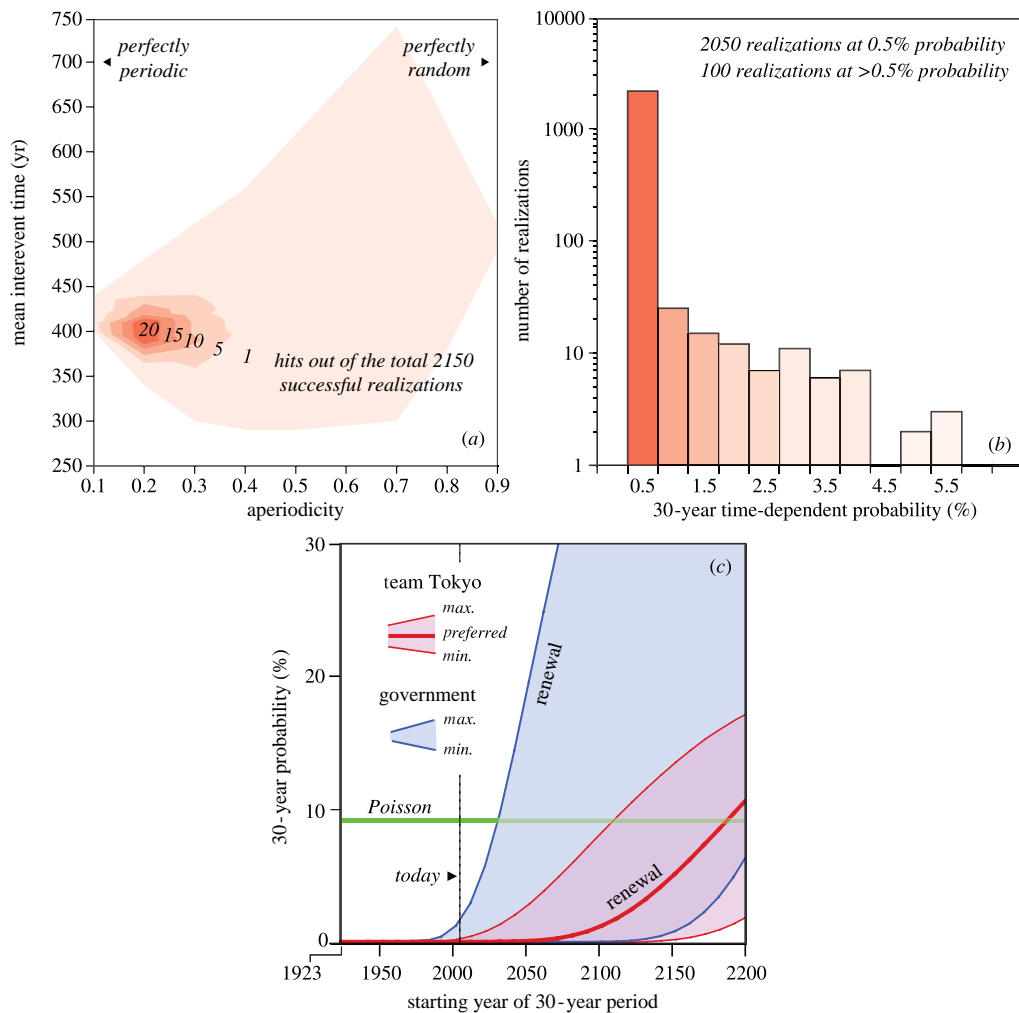 750
700
650
600
550
500
450
400
350
300
250
mean interevent time (yr)
perfectly
periodic
perfectly
random
20 15 10 5 1
hits out of the total 2150
successful realizations
(a)
0.1 0.2 0.3 0.4 0.5 0.6 0.7 0.8 0.9
aperiodicity
10000
1000
100
10
1
number of realizations
2050 realizations at 0.5% probability
100 realizations at >0.5% probability
(b)
0.5 1.5 2.5 3.5 4.5 5.5
30-year time-dependent probability (%)
30
20
10
0
30-year probability (%)
(c)
team Tokyo
max.
preferred
min.
government
max.
min.
renewal
Poisson
today
renewal
1923 1950 2000 2050 2100 2150 2200
starting year of 30-year period